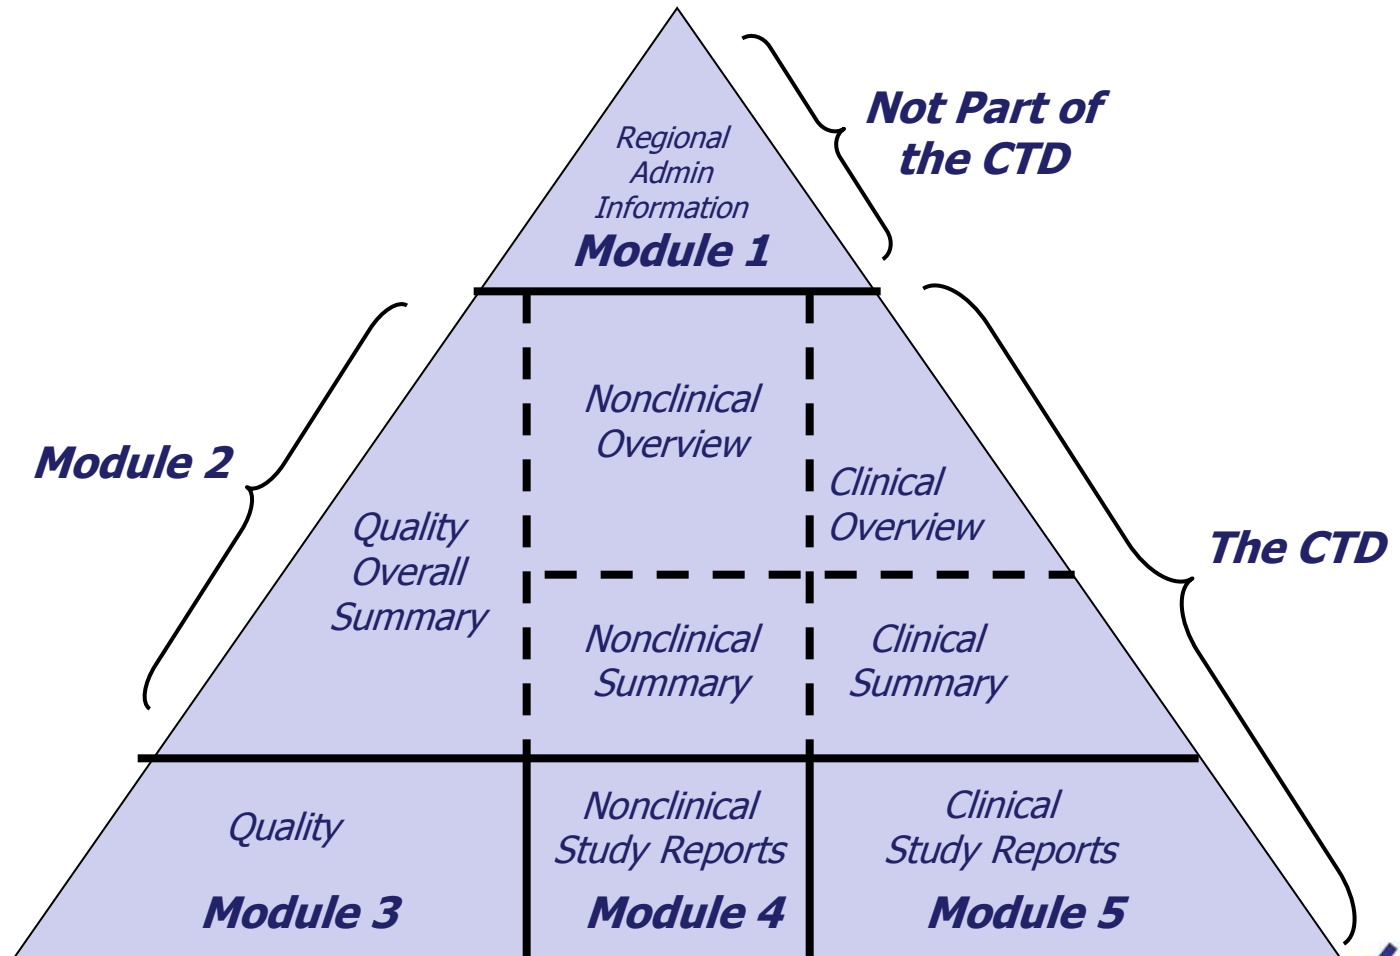 Not Part of
the CTD
Regional
Admin
Information
Module 1
Module 2
Nonclinical
Overview
Clinical
Overview
Quality
Overall
Summary
The CTD
Nonclinical
Summary
Clinical
Summary
Quality
Module 3
Nonclinical
Study Reports
Module 4
Clinical
Study Reports
Module 5